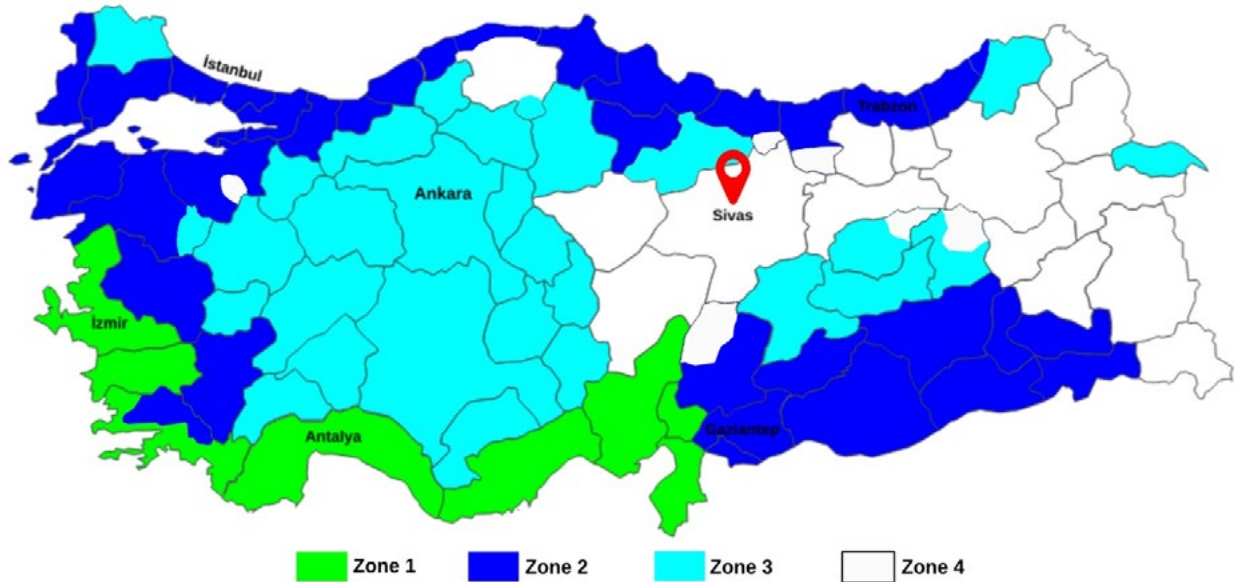 İstanbul
Trabzon
Ankara
Sivas
İzmir
Antalya
Gaziantep
Zone 1
Zone 2
Zone 3
Zone 4